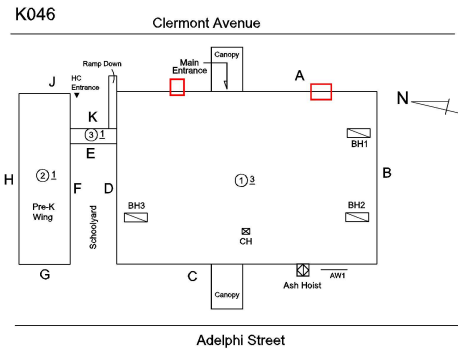 K046
Clermont Avenue
Ramp Down
Canopy
Main
Entrance
HC
Entrance
J
A
N
K
3 1
E
BH1
H
2 1
F
D
1 3
B
Pre-K
Wing
Schoolyard
BH3
BH2
CH
G
C
Canopy
Ash Hoist
AW1
Adelphi Street